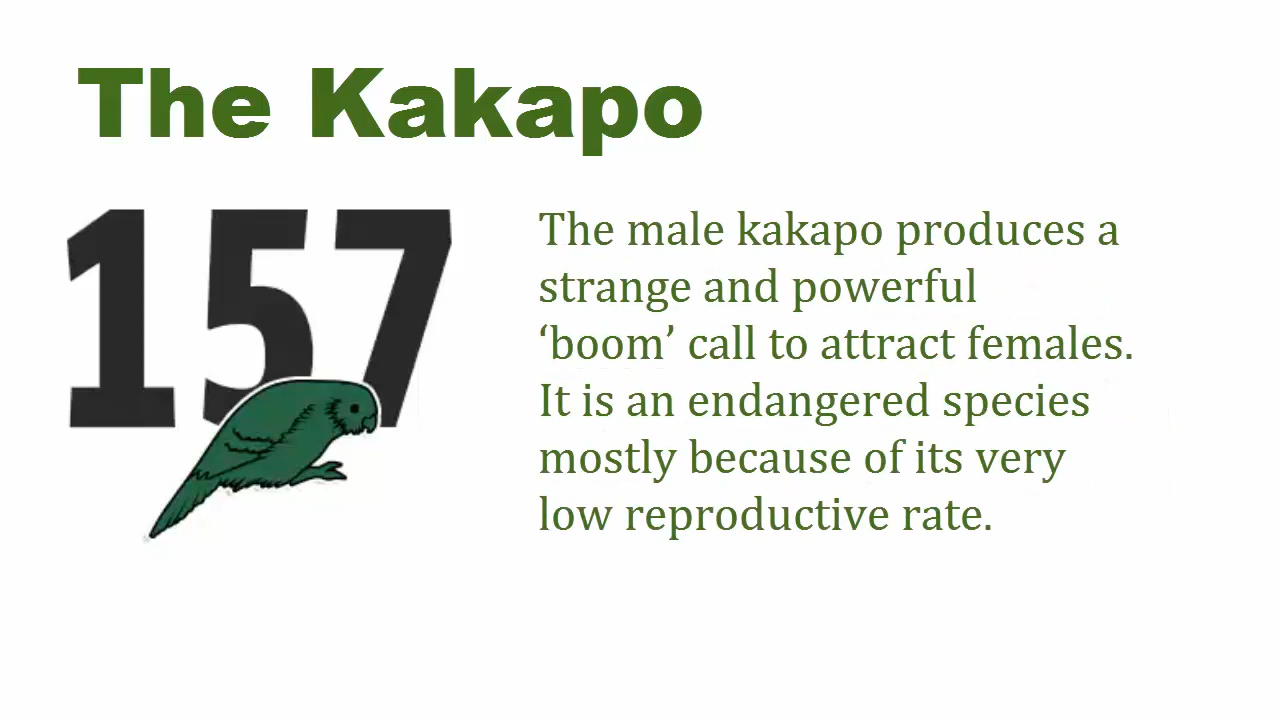 The Kakapo
157
The male kakapo produces a
strange and powerful
‘boom’ call to attract females.
It is an endangered species
mostly because of its very
low reproductive rate.